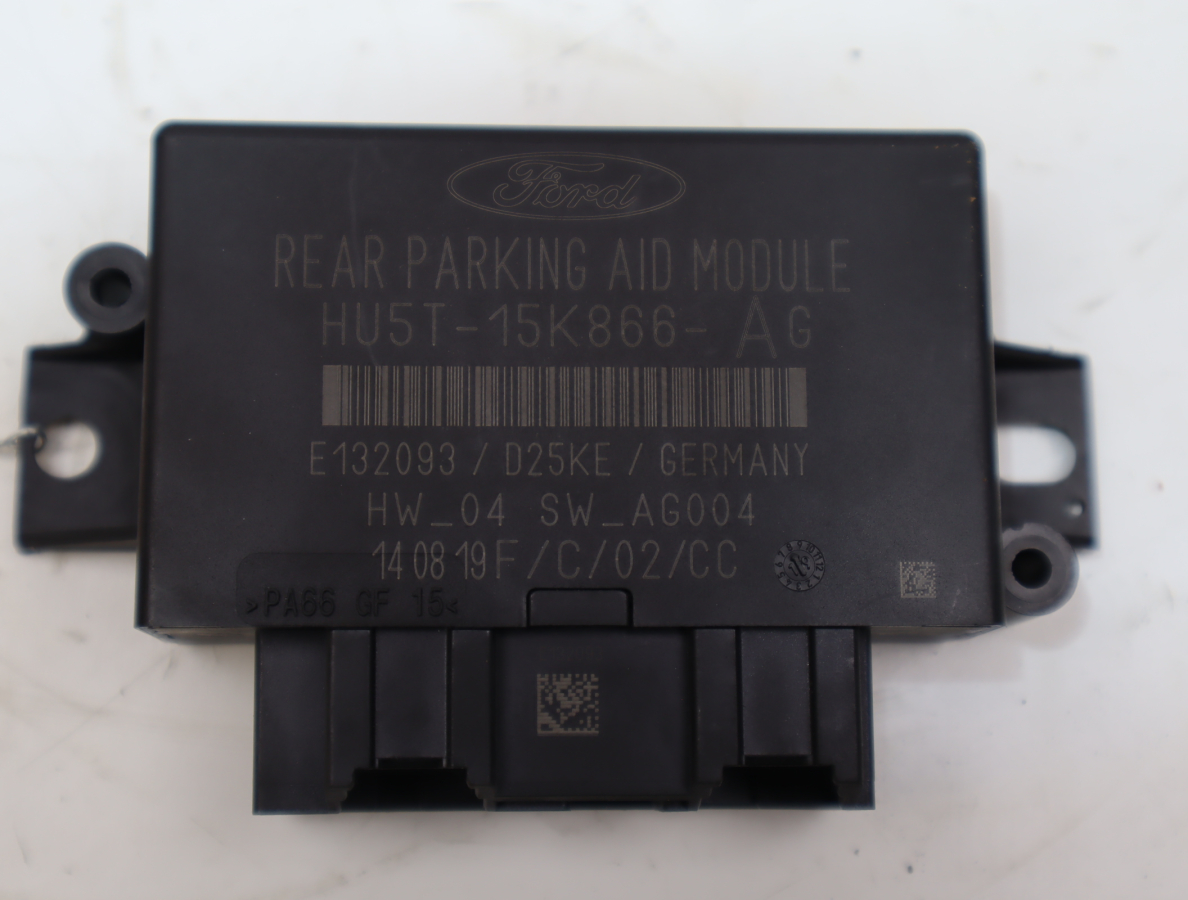 Ford
REAR PARKING AID MODULE
HU5T-15K866-AG
E132093 / D25KE / GERMANY
HW_04 SW_AG004
14 08 19F/C/02/CC
>PA66 GF 15<